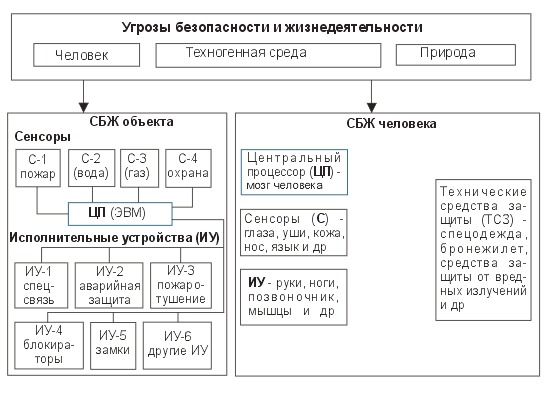 Угрозы безопасности и жизнедеятельности
Человек
Техногенная среда
Природа
СБЖ объекта
Сенсоры
С-1
пожар
С-2
(вода)
С-3
(газ)
С-4
охрана
ЦП (ЭВМ)
Исполнительные устройства (ИУ)
ИУ-1
спец-
связь
ИУ-2
аварийная
защита
ИУ-3
пожаро-
тушение
ИУ-4
блокира-
торы
ИУ-5
замки
ИУ-6
другие ИУ
СБЖ человека
Центральный
процессор (ЦП) -
мозг человека
Сенсоры (С) -
глаза, уши, кожа,
нос, язык и др
ИУ - руки, ноги,
позвоночник,
мышцы и др
Технические
средства за-
щиты (ТСЗ) -
спецодежда,
бронежилет,
средства за-
щиты от вред-
ных излучений
и др